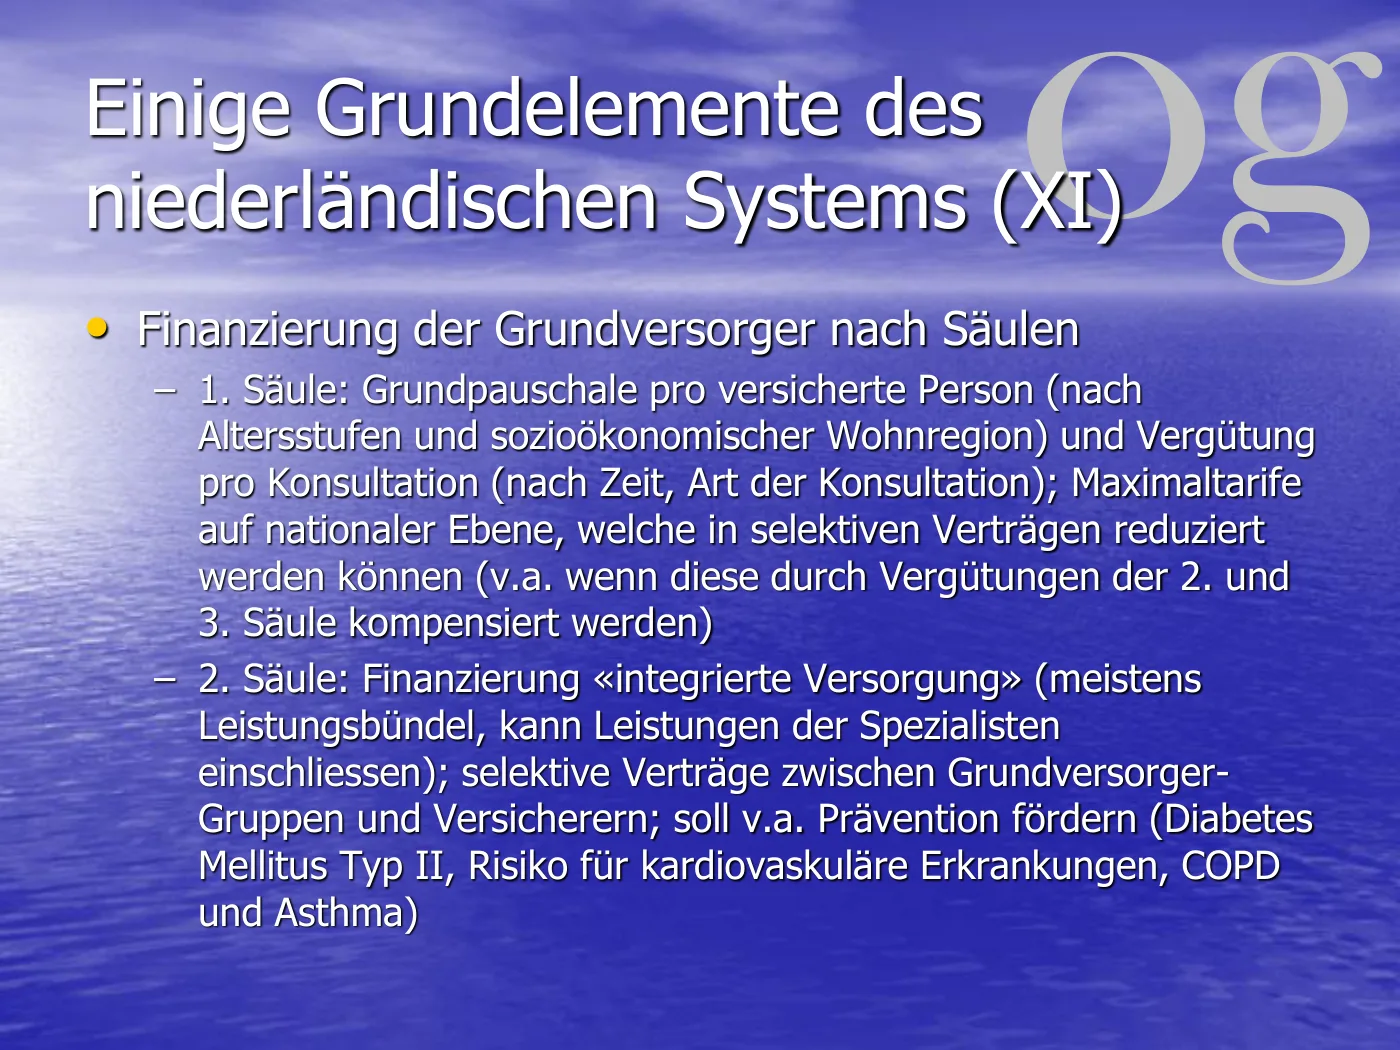 og
Einige Grundelemente des
niederländischen Systems (XI)
• Finanzierung der Grundversorger nach Säulen
– 1. Säule: Grundpauschale pro versicherte Person (nach
Altersstufen und sozioökonomischer Wohnregion) und Vergütung
pro Konsultation (nach Zeit, Art der Konsultation); Maximaltarife
auf nationaler Ebene, welche in selektiven Verträgen reduziert
werden können (v.a. wenn diese durch Vergütungen der 2. und
3. Säule kompensiert werden)
– 2. Säule: Finanzierung «integrierte Versorgung» (meistens
Leistungsbündel, kann Leistungen der Spezialisten
einschliessen); selektive Verträge zwischen Grundversorger-
Gruppen und Versicherern; soll v.a. Prävention fördern (Diabetes
Mellitus Typ II, Risiko für kardiovaskuläre Erkrankungen, COPD
und Asthma)